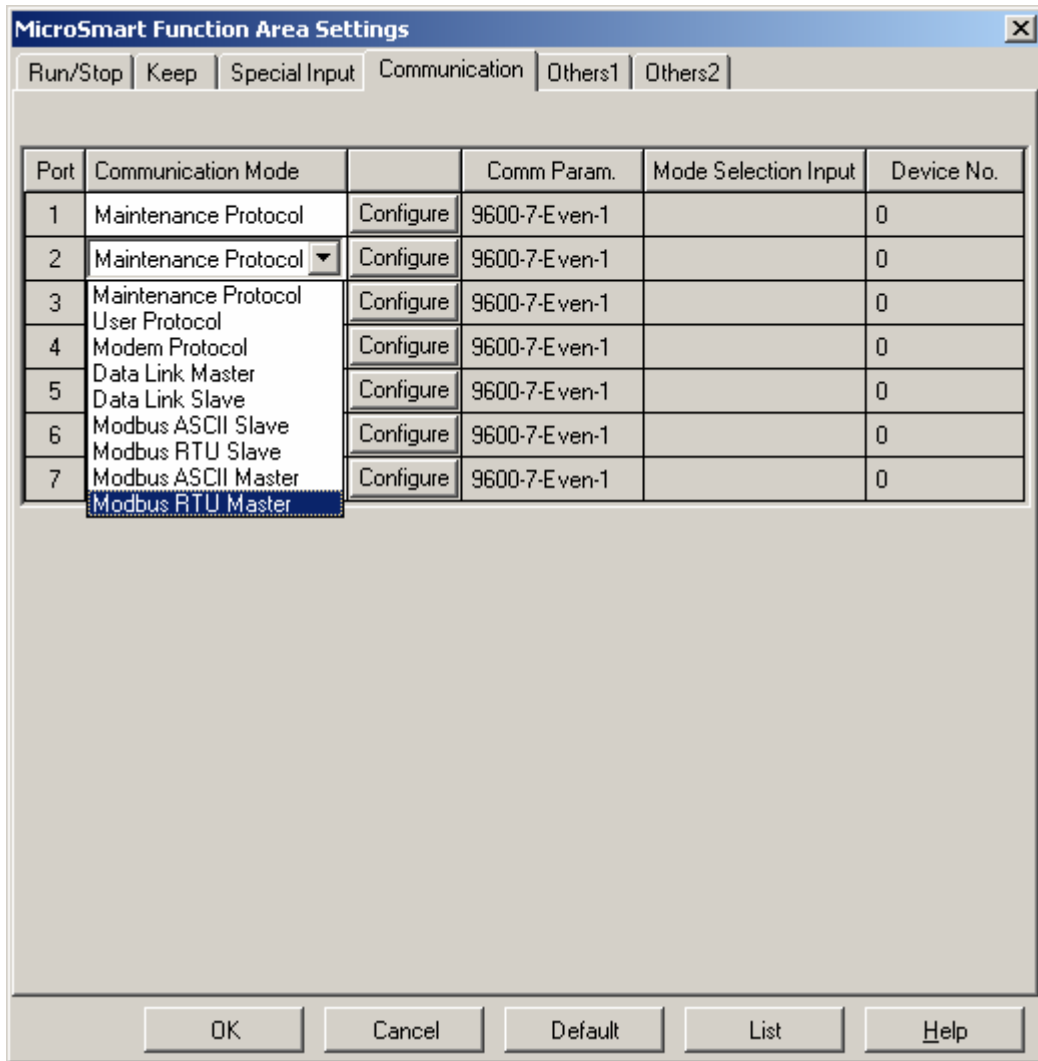 MicroSmart Function Area Settings
Run/Stop Keep Special Input Communication Others1 Others2
Port Communication Mode Comm Param. Mode Selection Input Device No.
1 Maintenance Protocol Configure 9600-7-Even-1 0
2 Maintenance Protocol Configure 9600-7-Even-1 0
3 Configure 9600-7-Even-1 0
4 Configure 9600-7-Even-1 0
5 Configure 9600-7-Even-1 0
6 Configure 9600-7-Even-1 0
7 Configure 9600-7-Even-1 0
Maintenance Protocol
User Protocol
Modem Protocol
Data Link Master
Data Link Slave
Modbus ASCII Slave
Modbus RTU Slave
Modbus ASCII Master
Modbus RTU Master
OK Cancel Default List Help